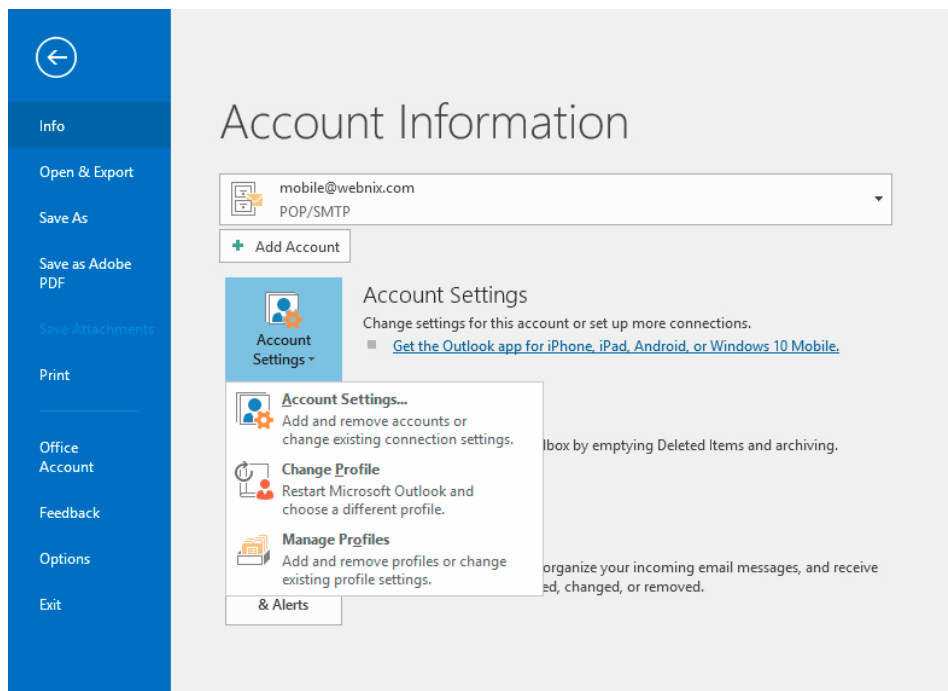 Info
Open & Export
Save As
Save as Adobe
PDF
Save Attachments
Print
Office
Account
Feedback
Options
Exit
Account Information
mobile@webnix.com
POP/SMTP
Add Account
Account
Settings
Account Settings
Change settings for this account or set up more connections.
Get the Outlook app for iPhone, iPad, Android, or Windows 10 Mobile.
Account Settings...
Add and remove accounts or
change existing connection settings.
Change Profile
Restart Microsoft Outlook and
choose a different profile.
Manage Profiles
Add and remove profiles or change
existing profile settings.
by emptying Deleted Items and archiving.
organize your incoming email messages, and receive
changed, or removed.
& Alerts